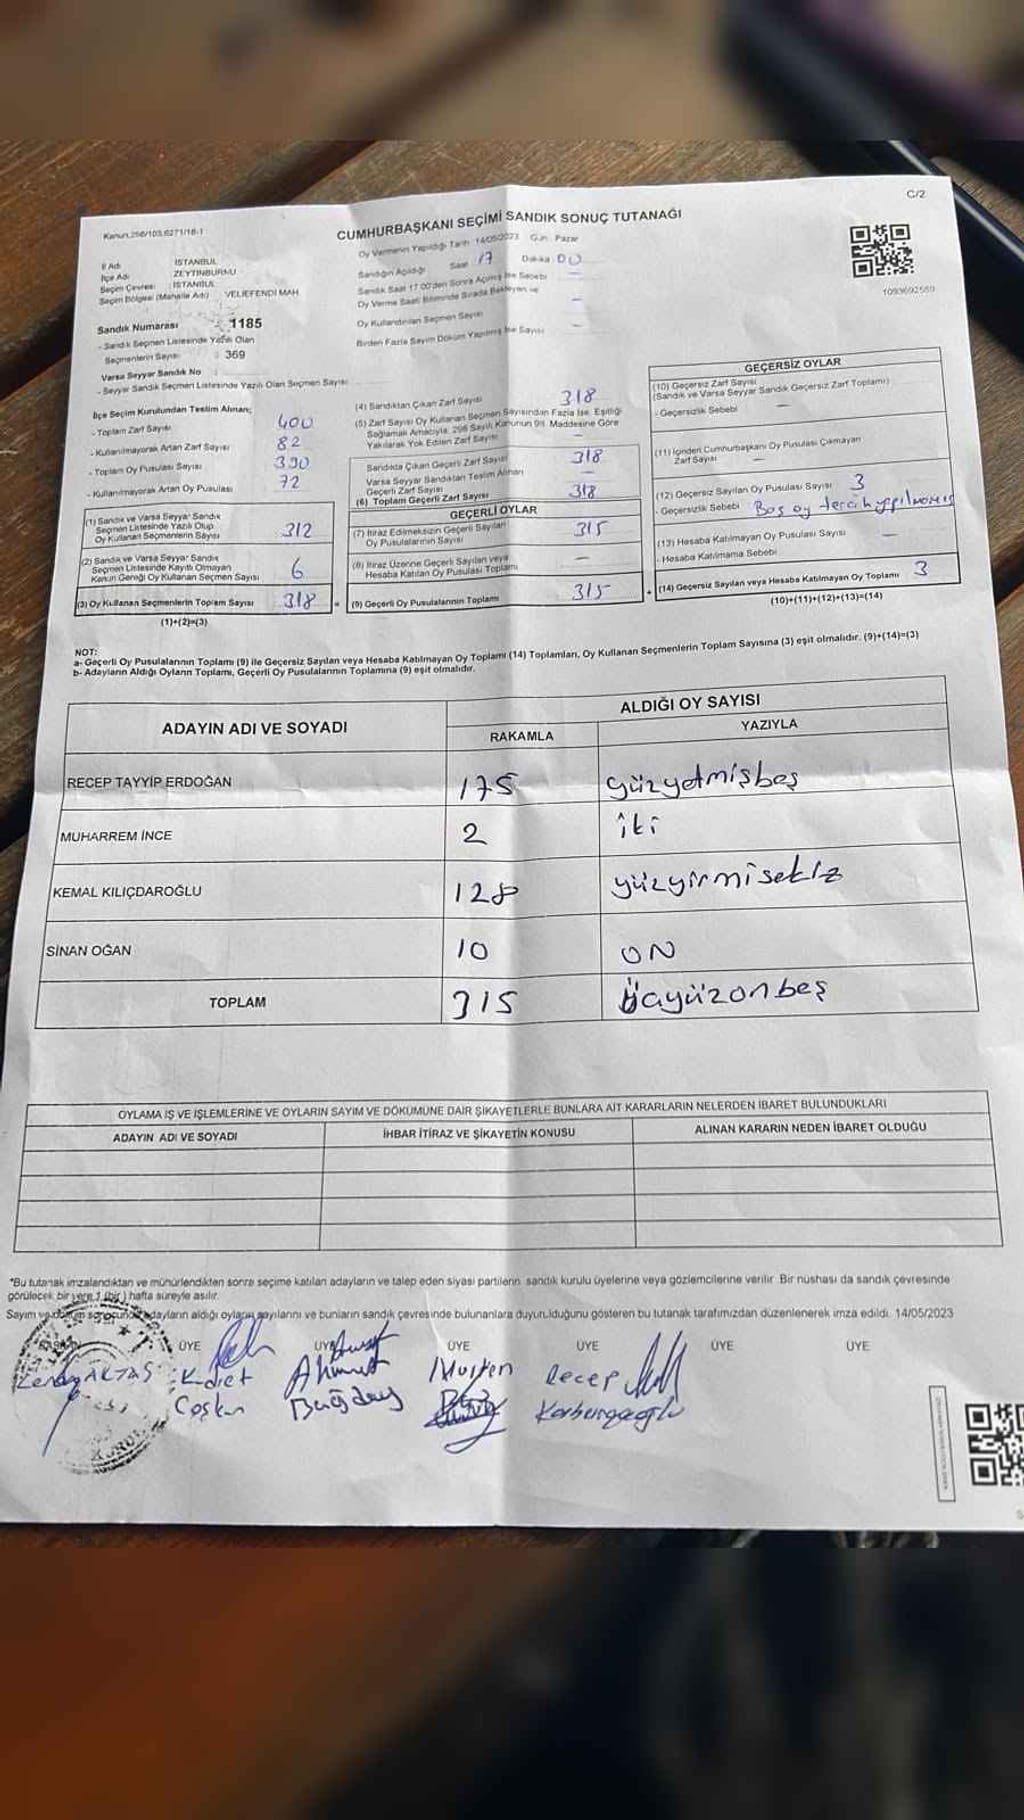 C/2
Kanun,298/103,6271/18-1
CUMHURBAŞKANI SEÇİMİ SANDIK SONUÇ TUTANAĞI
İl Adı : İSTANBUL
İlçe Adı : ZEYTİNBURNU
Seçim Çevresi : İSTANBUL
Seçim Bölgesi (Mahalle Adı) : VELİEFENDİ MAH
Sandık Numarası : 1185
- Sandık Seçmen Listesinde Yazılı Olan
Seçmenlerin Sayısı : 369
Varsa Seyyar Sandık No :
- Seyyar Sandık Seçmen Listesinde Yazılı Olan Seçmen Sayısı
Oy Vermenin Yapıldığı Tarih 14/05/2023 Gün: Pazar
Sandığın Açıldığı Saat 17 Dakika 00
Sandık Saat 17:00'den Sonra Açılmış İse Sebebi —
Oy Verme Saati Bitiminde Sırada Bekleyen ve
Oy Kullandırılan Seçmen Sayısı —
Birden Fazla Sayım Döküm Yapılmış İse Sayısı —
1093692559
İlçe Seçim Kurulundan Teslim Alınan;
- Toplam Zarf Sayısı 400
- Kullanılmayarak Artan Zarf Sayısı 82
- Toplam Oy Pusulası Sayısı 390
- Kullanılmayarak Artan Oy Pusulası 72
(1) Sandık ve Varsa Seyyar Sandık
Seçmen Listesinde Yazılı Olup
Oy Kullanan Seçmenlerin Sayısı 312
(2) Sandık ve Varsa Seyyar Sandık
Seçmen Listesinde Kayıtlı Olmayan
Kanun Gereği Oy Kullanan Seçmen Sayısı 6
(3) Oy Kullanan Seçmenlerin Toplam Sayısı 318
(1)+(2)=(3)
(4) Sandıktan Çıkan Zarf Sayısı 318
(5) Zarf Sayısı Oy Kullanan Seçmen Sayısından Fazla İse, Eşitliği
Sağlamak Amacıyla, 298 Sayılı Kanunun 98. Maddesine Göre
Yakılarak Yok Edilen Zarf Sayısı —
Sandıkta Çıkan Geçerli Zarf Sayısı 318
Varsa Seyyar Sandıktan Teslim Alınan
Geçerli Zarf Sayısı —
(6) Toplam Geçerli Zarf Sayısı 318
GEÇERLİ OYLAR
(7) İtiraz Edilmeksizin Geçerli Sayılan
Oy Pusulalarının Sayısı 315
(8) İtiraz Üzerine Geçerli Sayılan veya
Hesaba Katılan Oy Pusulası Toplamı —
= (9) Geçerli Oy Pusulalarının Toplamı 315
GEÇERSİZ OYLAR
(10) Geçersiz Zarf Sayısı
(Sandık ve Varsa Seyyar Sandık Geçersiz Zarf Toplamı)
- Geçersizlik Sebebi —
(11) İçinden Cumhurbaşkanı Oy Pusulası Çıkmayan
Zarf Sayısı —
(12) Geçersiz Sayılan Oy Pusulası Sayısı 3
- Geçersizlik Sebebi Boş oy tercih yapılmamış
(13) Hesaba Katılmayan Oy Pusulası Sayısı —
- Hesaba Katılmama Sebebi
+ (14) Geçersiz Sayılan veya Hesaba Katılmayan Oy Toplamı 3
(10)+(11)+(12)+(13)=(14)
NOT:
a- Geçerli Oy Pusulalarının Toplamı (9) ile Geçersiz Sayılan veya Hesaba Katılmayan Oy Toplamı (14) Toplamları, Oy Kullanan Seçmenlerin Toplam Sayısına (3) eşit olmalıdır. (9)+(14)=(3)
b- Adayların Aldığı Oyların Toplamı, Geçerli Oy Pusulalarının Toplamına (9) eşit olmalıdır.
ADAYIN ADI VE SOYADI
ALDIĞI OY SAYISI
RAKAMLA YAZIYLA
RECEP TAYYİP ERDOĞAN 175 yüzyetmişbeş
MUHARREM İNCE 2 iki
KEMAL KILIÇDAROĞLU 128 yüzyirmisekiz
SİNAN OĞAN 10 ON
TOPLAM 315 üçyüzonbeş
OYLAMA İŞ VE İŞLEMLERİNE VE OYLARIN SAYIM VE DÖKÜMÜNE DAİR ŞİKAYETLERLE BUNLARA AİT KARARLARIN NELERDEN İBARET BULUNDUKLARI
ADAYIN ADI VE SOYADI İHBAR İTİRAZ VE ŞİKAYETİN KONUSU ALINAN KARARIN NEDEN İBARET OLDUĞU
*Bu tutanak imzalandıktan ve mühürlendikten sonra seçime katılan adayların ve talep eden siyasi partilerin sandık kurulu üyelerine veya gözlemcilerine verilir. Bir nüshası da sandık çevresinde
görülecek bir yere 1 (bir) hafta süreyle asılır.
Sayım ve döküm sonucunda adayların aldığı oyların sayılarını ve bunların sandık çevresinde bulunanlara duyurulduğunu gösteren bu tutanak tarafımızdan düzenlenerek imza edildi. 14/05/2023
ÜYE ÜYE ÜYE ÜYE ÜYE ÜYE
AKTAŞ Ahmet Recep
Coşkun Bağdaş